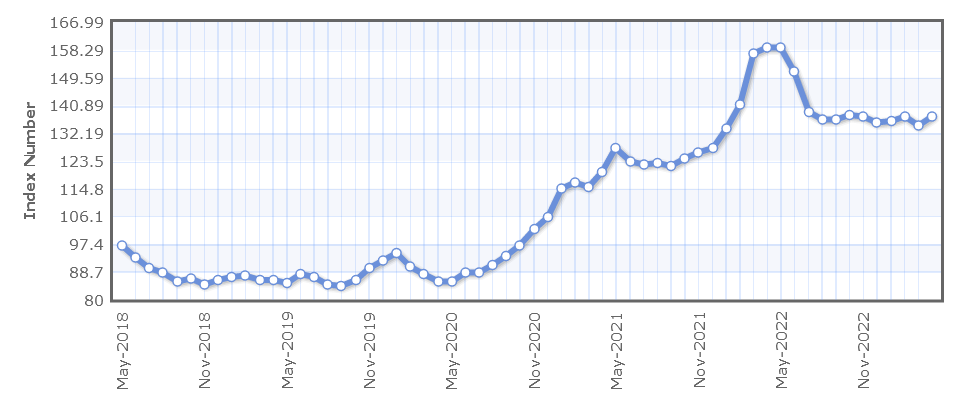 166.99
158.29
149.59
140.89
132.19
123.5
114.8
106.1
97.4
88.7
80
Index Number
May-2018
Nov-2018
May-2019
Nov-2019
May-2020
Nov-2020
May-2021
Nov-2021
May-2022
Nov-2022